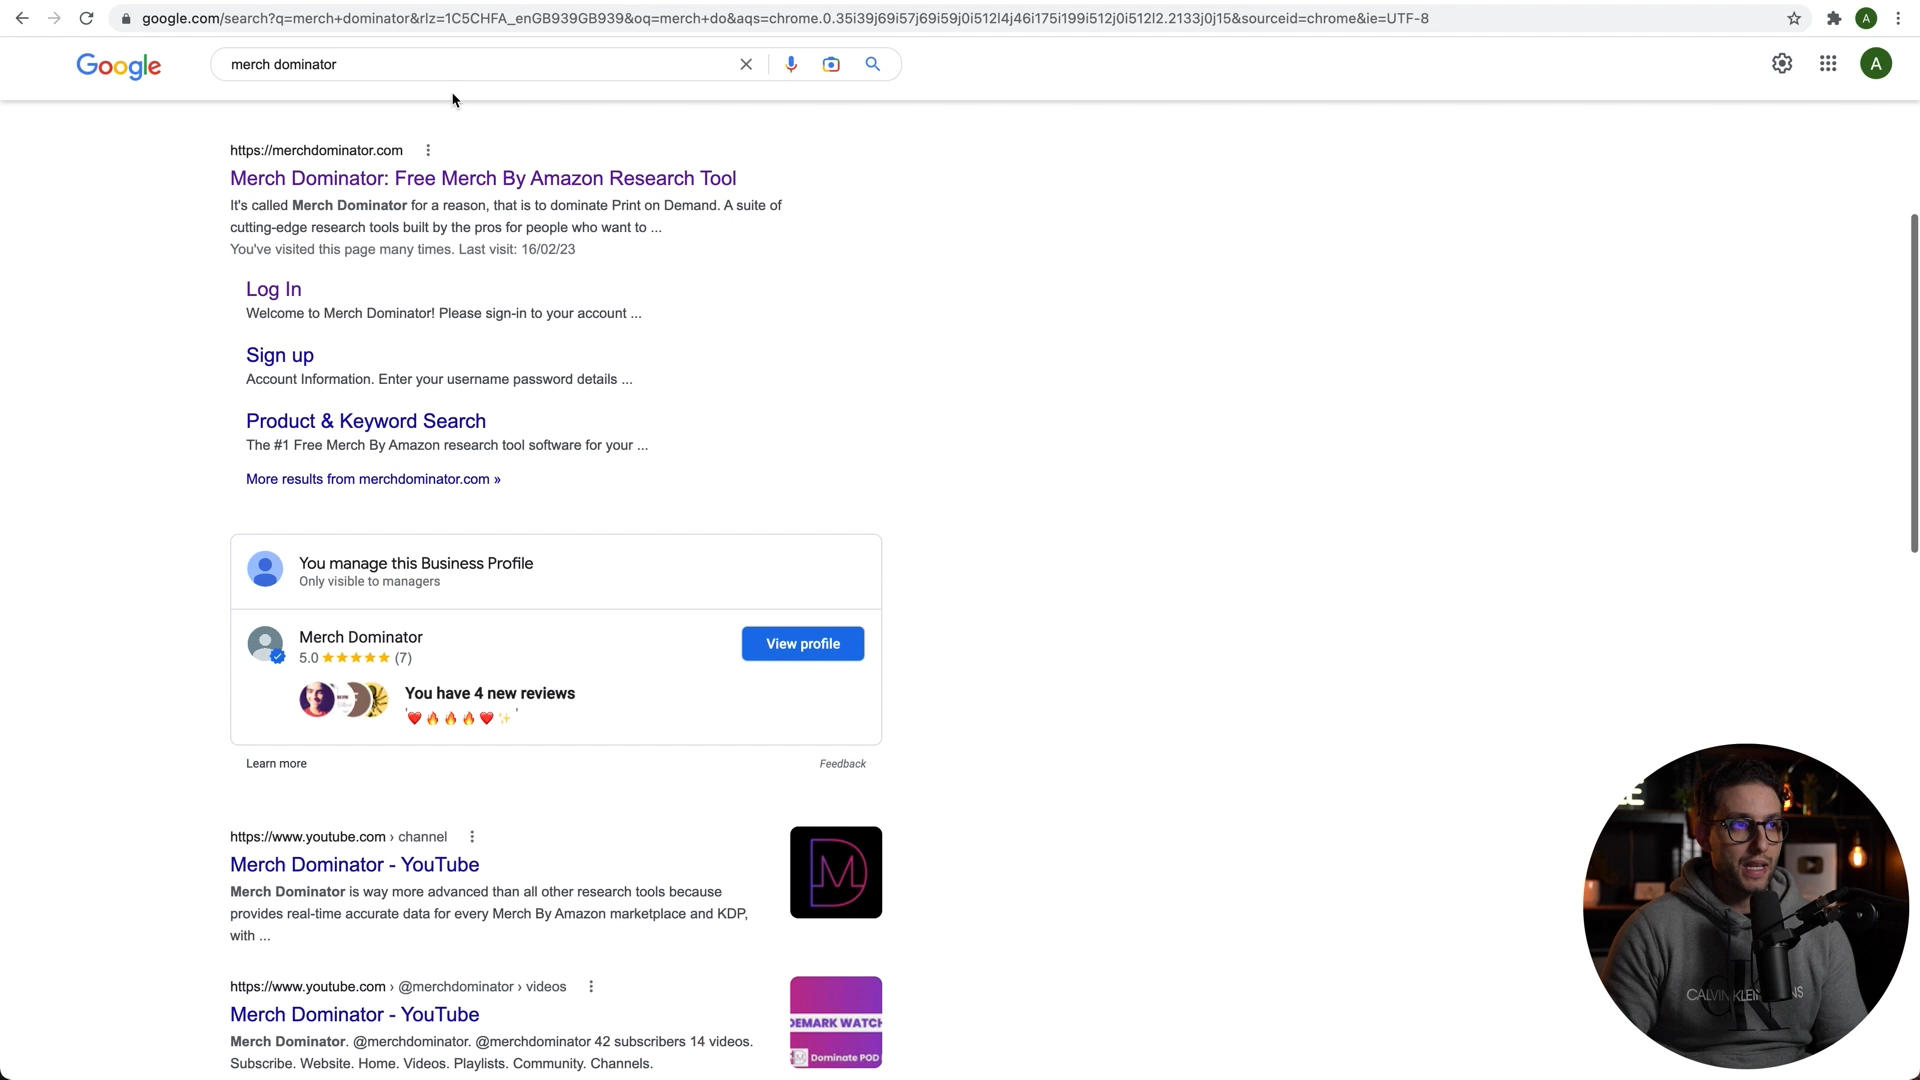 google.com/search?q=merch+dominator&rlz=1C5CHFA_enGB939GB939&oq=merch+do&aqs=chrome.0.35i39j69i57j69i59j0i512l4j46i175i199i512j0i512l2.2133j0j15&sourceid=chrome&ie=UTF-8
A
Google
merch dominator
A
https://merchdominator.com
Merch Dominator: Free Merch By Amazon Research Tool
It's called Merch Dominator for a reason, that is to dominate Print on Demand. A suite of
cutting-edge research tools built by the pros for people who want to ...
You've visited this page many times. Last visit: 16/02/23
Log In
Welcome to Merch Dominator! Please sign-in to your account ...
Sign up
Account Information. Enter your username password details ...
Product & Keyword Search
The #1 Free Merch By Amazon research tool software for your ...
More results from merchdominator.com »
You manage this Business Profile
Only visible to managers
Merch Dominator
5.0 ★★★★★ (7)
View profile
You have 4 new reviews
"❤️🔥🔥🔥❤️✨"
Learn more
Feedback
https://www.youtube.com › channel
Merch Dominator - YouTube
Merch Dominator is way more advanced than all other research tools because
provides real-time accurate data for every Merch By Amazon marketplace and KDP,
with ...
https://www.youtube.com › @merchdominator › videos
Merch Dominator - YouTube
Merch Dominator. @merchdominator. @merchdominator 42 subscribers 14 videos.
Subscribe. Website. Home. Videos. Playlists. Community. Channels.
DEMARK WATCH
Dominate POD
CALVIN KLEIN